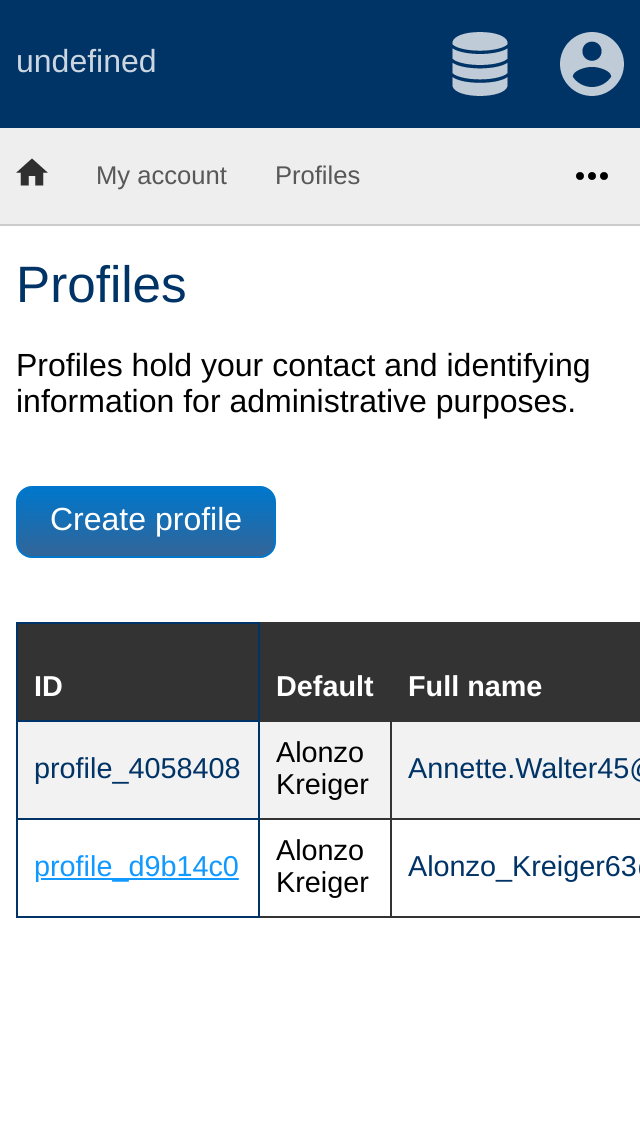 undefined
My account Profiles
Profiles
Profiles hold your contact and identifying
information for administrative purposes.
Create profile
ID Default Full name
profile_4058408 Alonzo Kreiger Annette.Walter45@
profile_d9b14c0 Alonzo Kreiger Alonzo_Kreiger63